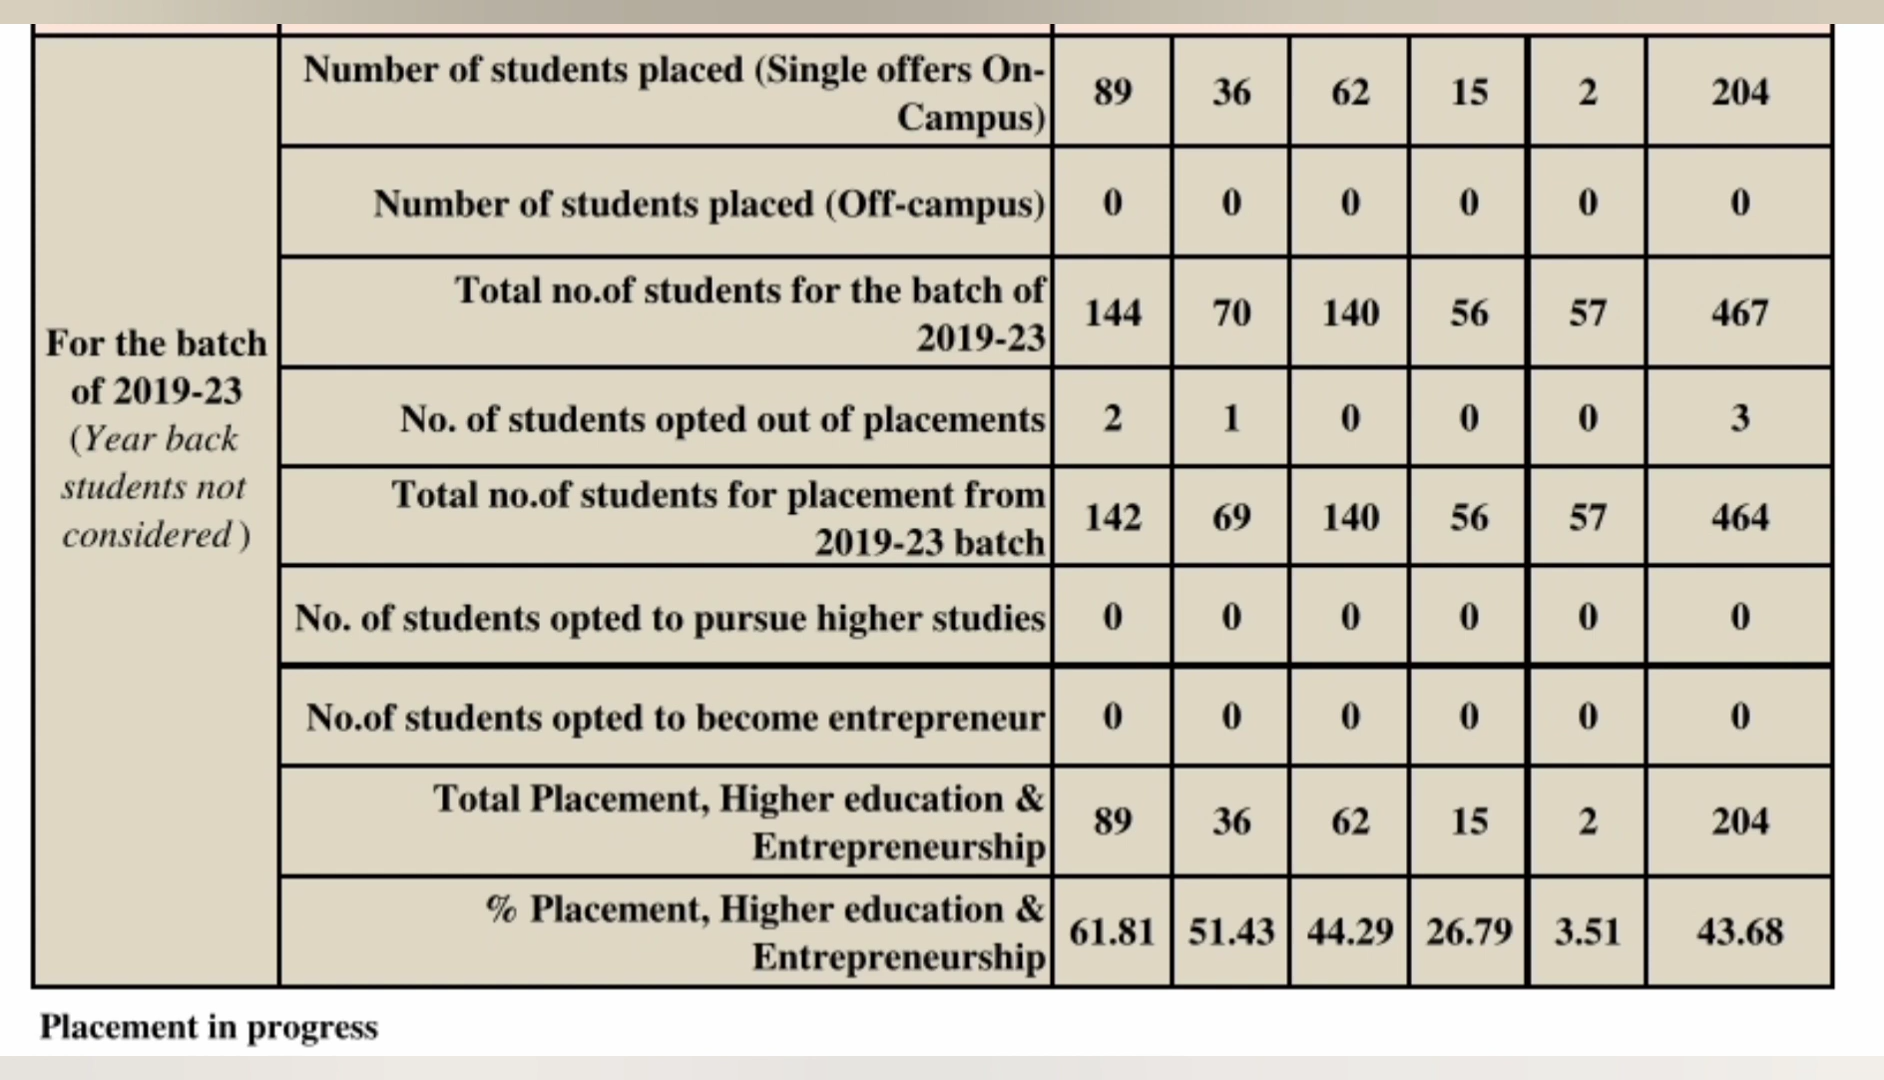 Number of students placed (Single offers On-
Campus) 89 36 62 15 2 204
Number of students placed (Off-campus) 0 0 0 0 0 0
Total no.of students for the batch of
2019-23 144 70 140 56 57 467
For the batch
of 2019-23
(Year back
students not
considered )
No. of students opted out of placements 2 1 0 0 0 3
Total no.of students for placement from
2019-23 batch 142 69 140 56 57 464
No. of students opted to pursue higher studies 0 0 0 0 0 0
No.of students opted to become entrepreneur 0 0 0 0 0 0
Total Placement, Higher education &
Entrepreneurship 89 36 62 15 2 204
% Placement, Higher education &
Entrepreneurship 61.81 51.43 44.29 26.79 3.51 43.68
Placement in progress